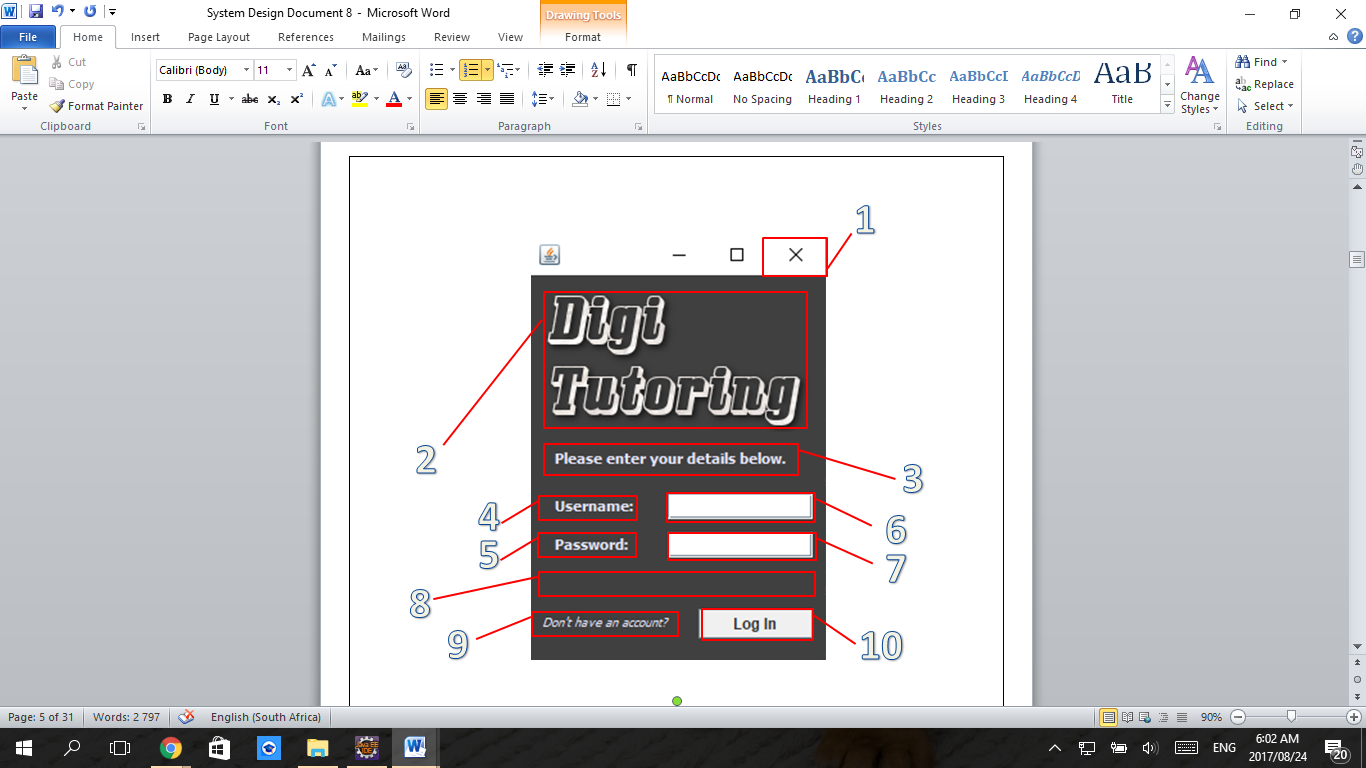 System Design Document 8 - Microsoft Word
Drawing Tools
File Home Insert Page Layout References Mailings Review View Format
Paste
Cut
Copy
Format Painter
Clipboard
Calibri (Body) 11
Font
Paragraph
AaBbCcDc AaBbCcDc AaBbCc AaBbCc AaBbCcD AaBbCcD AaB
¶ Normal No Spacing Heading 1 Heading 2 Heading 3 Heading 4 Title
Change Styles
Styles
Find
Replace
Select
Editing
1
Digi
Tutoring
2
Please enter your details below.
3
4 Username: 6
5 Password: 7
8
9 Don't have an account? Log In 10
Page: 5 of 31 Words: 2 797 English (South Africa) 90%
ENG 6:02 AM
2017/08/24 20